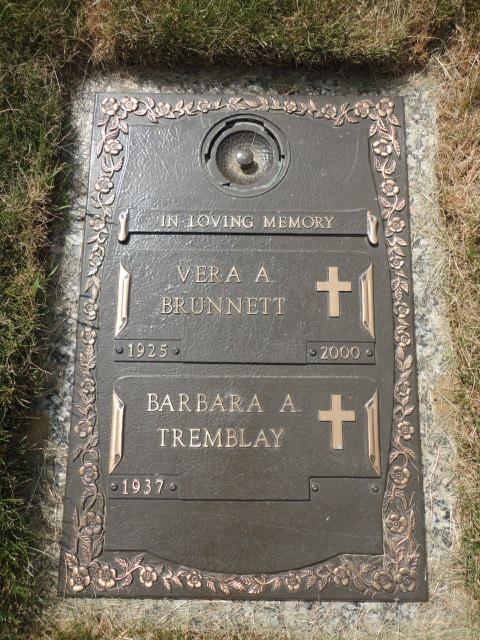 IN LOVING MEMORY
VERA A.
BRUNNETT
1925 2000
BARBARA A.
TREMBLAY
1937